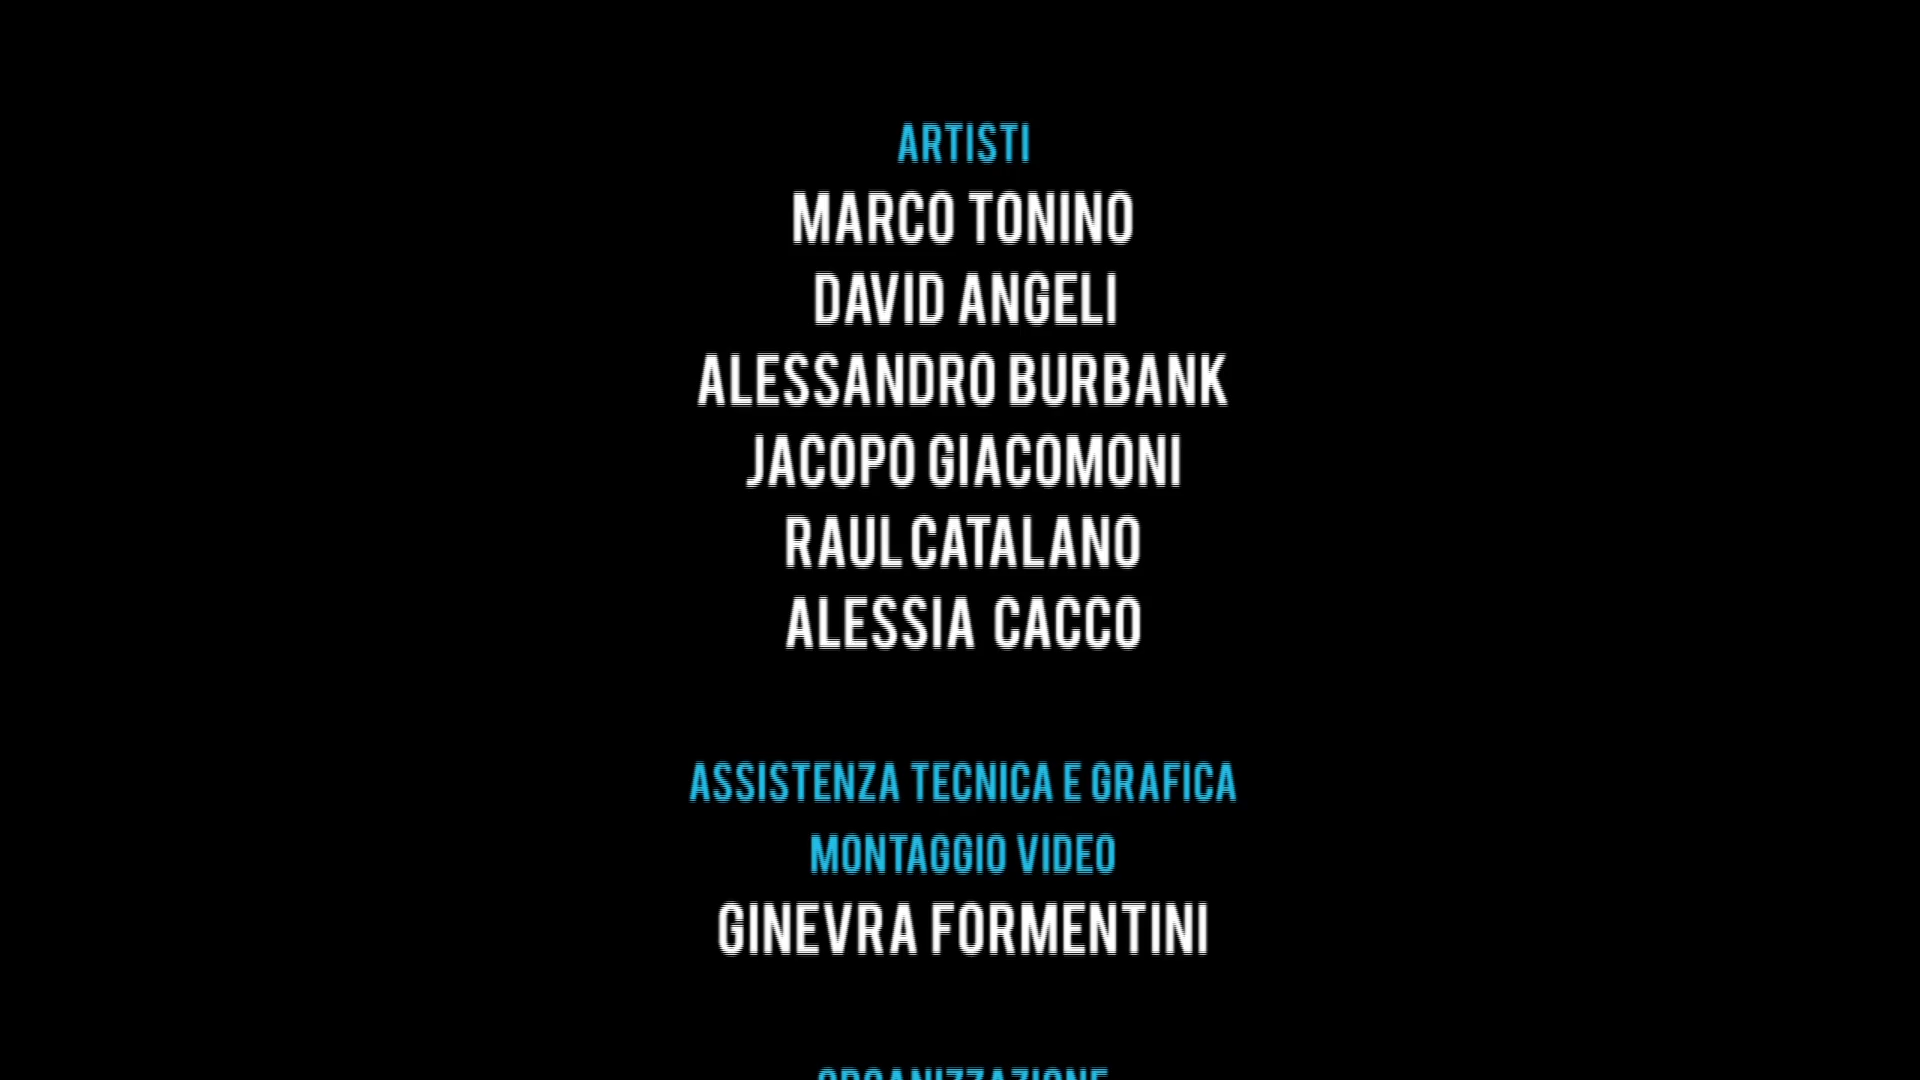 ARTISTI
MARCO TONINO
DAVID ANGELI
ALESSANDRO BURBANK
JACOPO GIACOMONI
RAUL CATALANO
ALESSIA CACCO
ASSISTENZA TECNICA E GRAFICA
MONTAGGIO VIDEO
GINEVRA FORMENTINI
ORGANIZZAZIONE